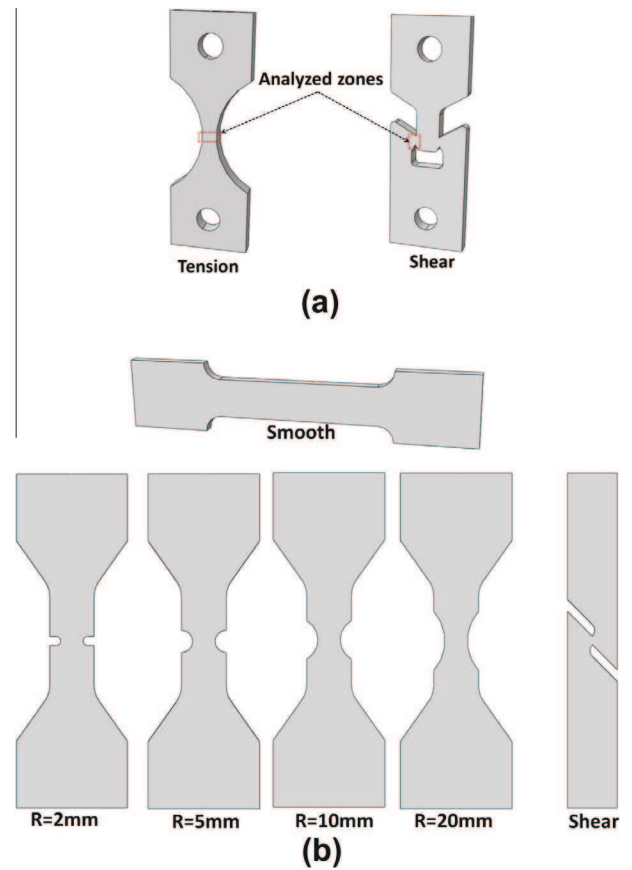 Analyzed zones
Tension
Shear
(a)
Smooth
R=2mm
R=5mm
R=10mm
R=20mm
Shear
(b)